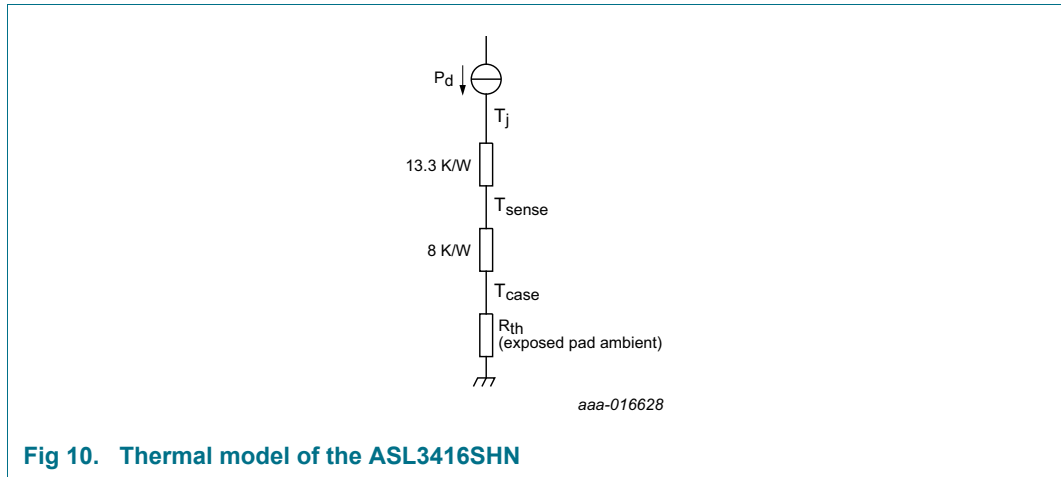 Pd
Tj
13.3 K/W
Tsense
8 K/W
Tcase
Rth
(exposed pad ambient)
aaa-016628
Fig 10. Thermal model of the ASL3416SHN